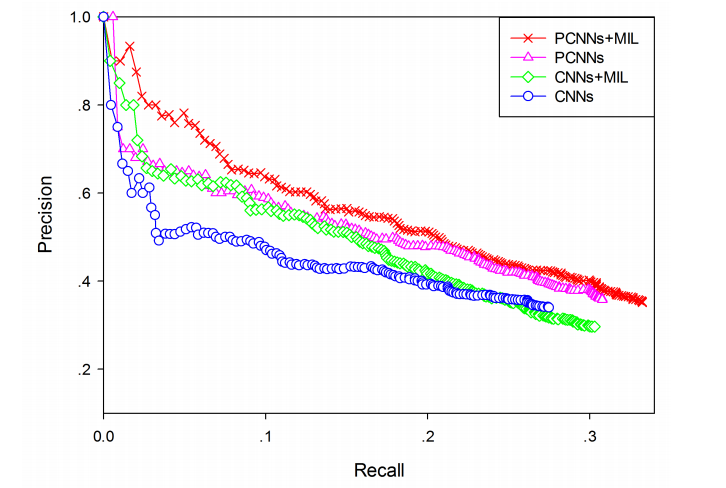 1.0
.8
.6
.4
.2
Precision
0.0
.1
.2
.3
Recall
PCNNs+MIL
PCNNs
CNNs+MIL
CNNs